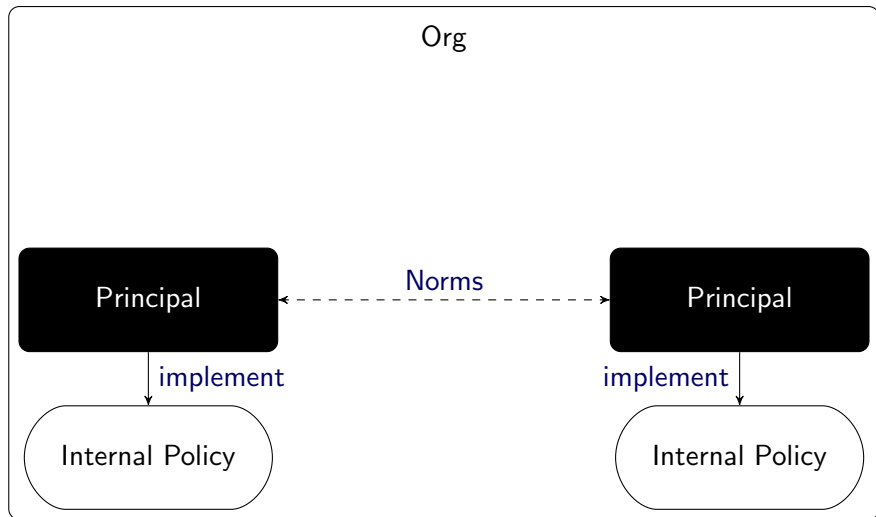 Org
Norms
Principal
Principal
implement
implement
Internal Policy
Internal Policy